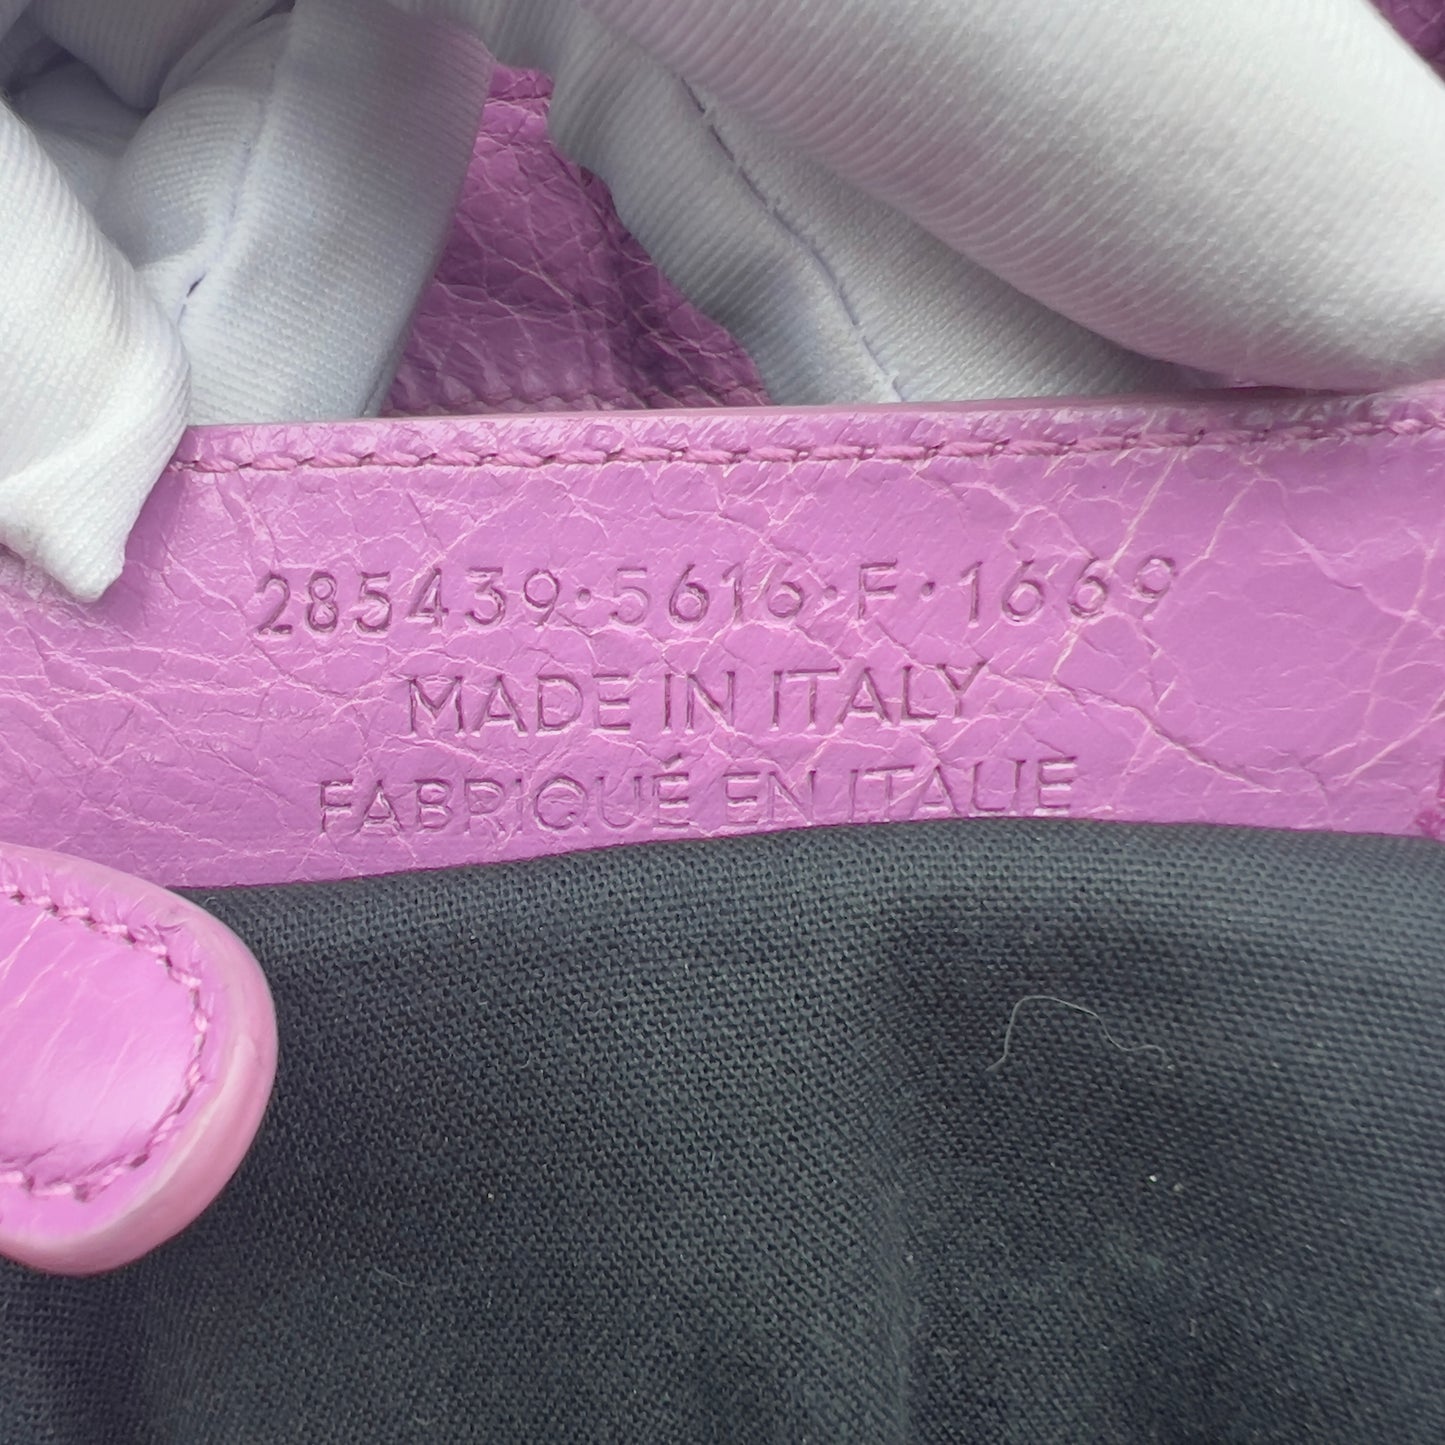 285439·5616·F·1669
MADE IN ITALY
FABRIQUÉ EN ITALIE